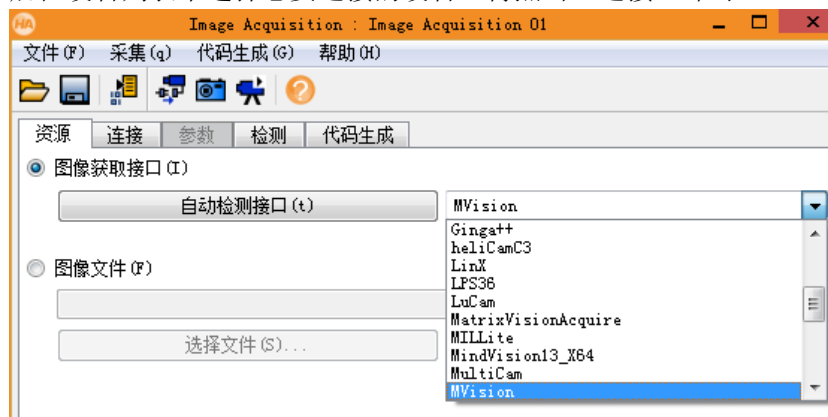 Image Acquisition : Image Acquisition 01
文件(F) 采集(q) 代码生成(G) 帮助(H)
资源 连接 参数 检测 代码生成
图像获取接口(I)
自动检测接口(t) MVision
Ginga++
heliCamC3
LinX
LPS36
LuCam
MatrixVisionAcquire
MILLite
MindVision13_X64
MultiCam
MVision
图像文件(F)
选择文件(S)...